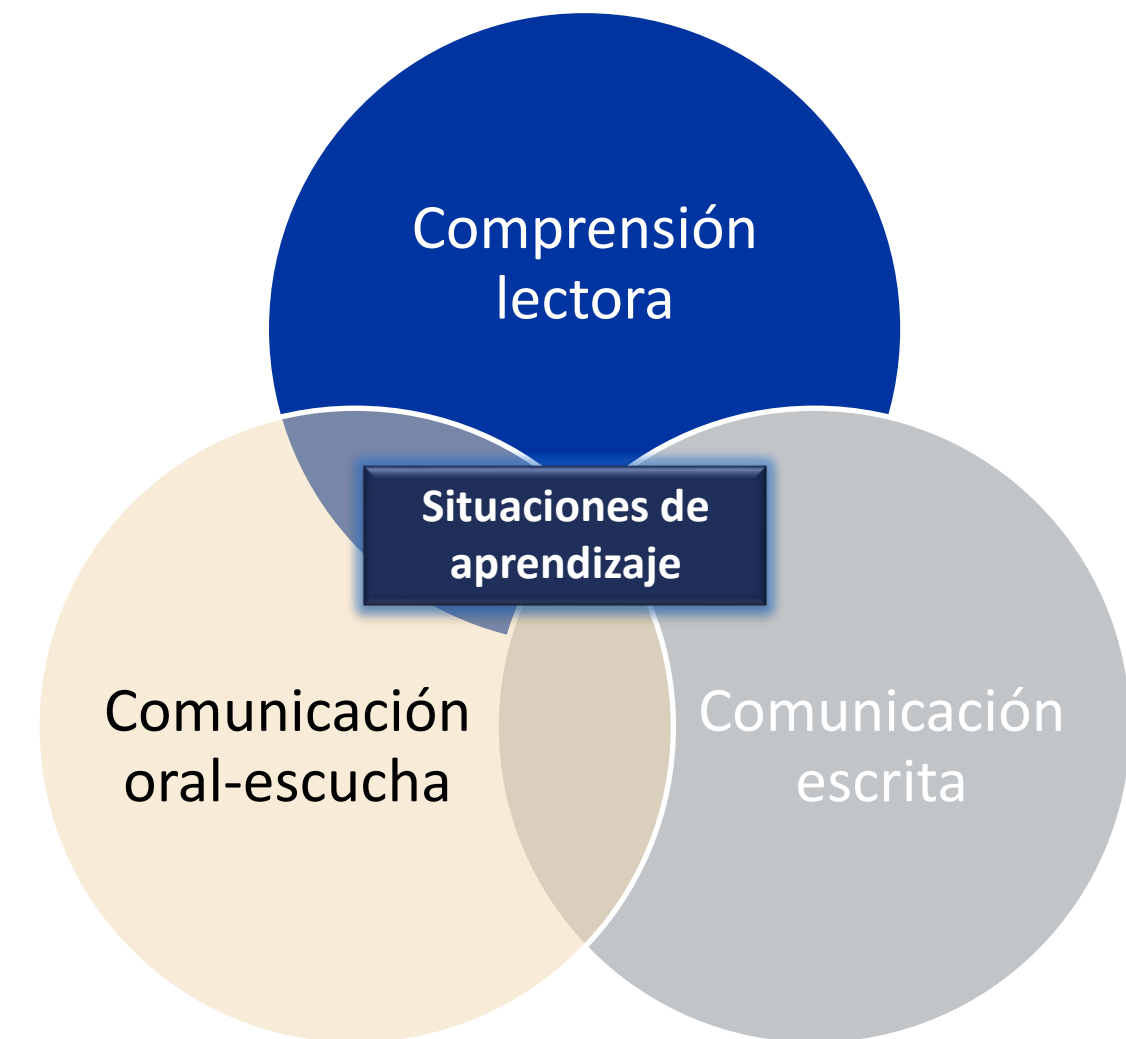 Comprensión
lectora
Situaciones de
aprendizaje
Comunicación
oral-escucha
Comunicación
escrita